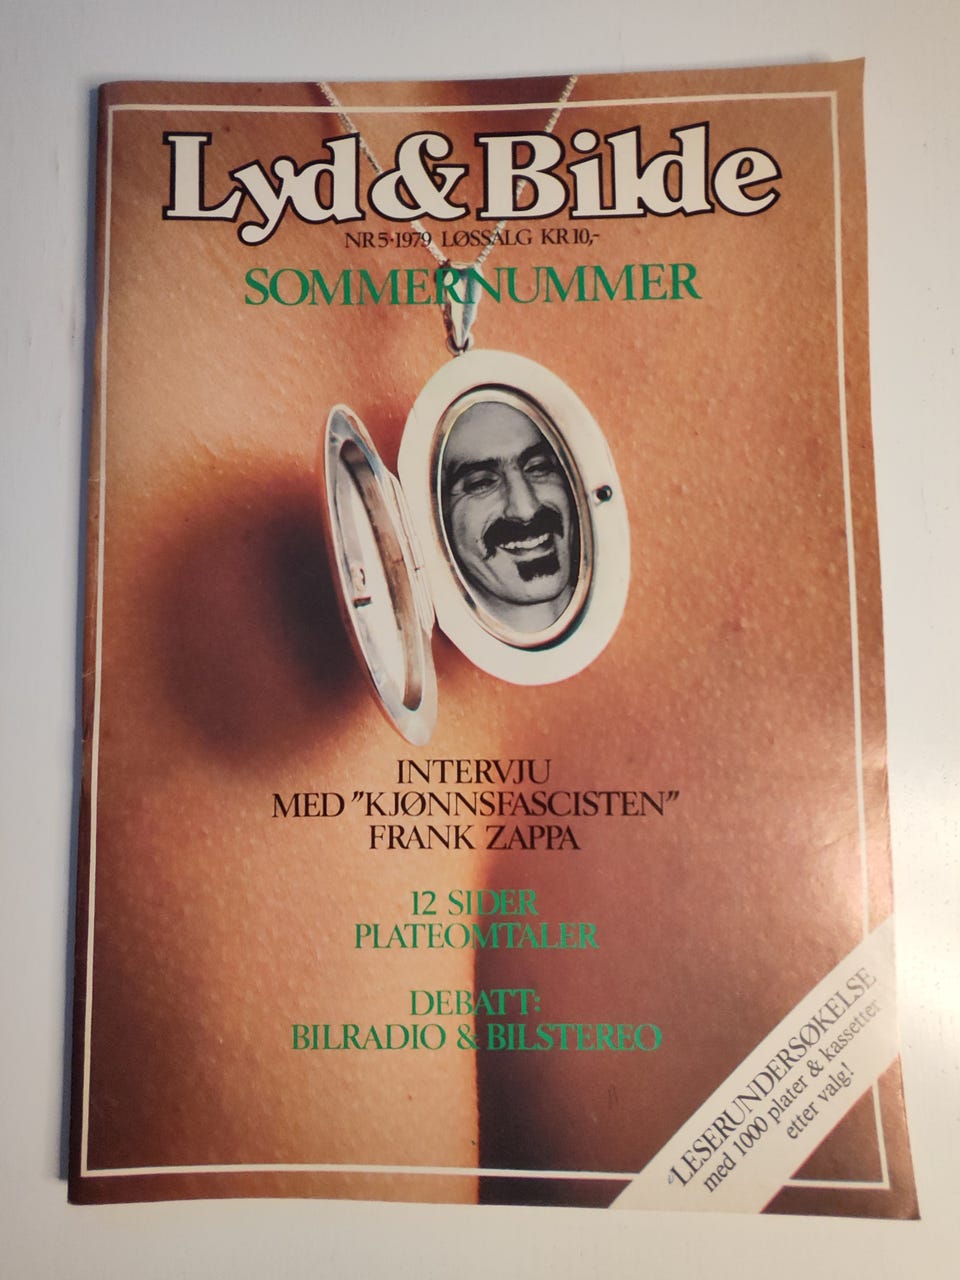 Lyd & Bilde
NR 5·1979 LØSSALG KR 10,-
SOMMERNUMMER
INTERVJU
MED "KJØNNSFASCISTEN"
FRANK ZAPPA
12 SIDER
PLATEOMTALER
DEBATT:
BILRADIO & BILSTEREO
LESERUNDERSØKELSE
med 1000 plater & kassetter
etter valg!